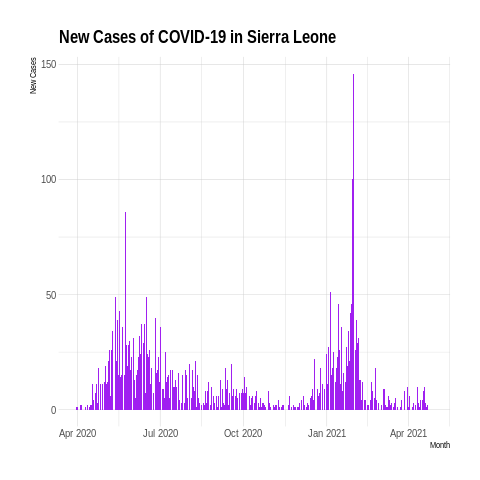 New Cases of COVID-19 in Sierra Leone
New Cases
150
100
50
0
Apr 2020 Jul 2020 Oct 2020 Jan 2021 Apr 2021
Month